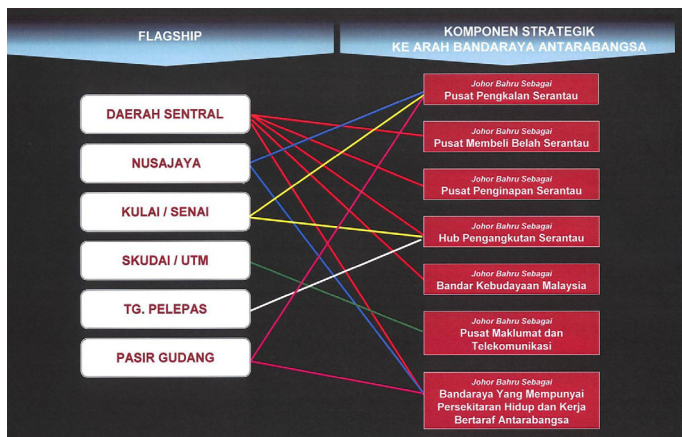 FLAGSHIP
KOMPONEN STRATEGIK
KE ARAH BANDARAYA ANTARABANGSA
DAERAH SENTRAL
NUSAJAYA
KULAI / SENAI
SKUDAI / UTM
TG. PELEPAS
PASIR GUDANG
Johor Bahru Sebagai
Pusat Pengkalan Serantau
Johor Bahru Sebagai
Pusat Membeli Belah Serantau
Johor Bahru Sebagai
Pusat Penginapan Serantau
Johor Bahru Sebagai
Hub Pengangkutan Serantau
Johor Bahru Sebagai
Bandar Kebudayaan Malaysia
Johor Bahru Sebagai
Pusat Maklumat dan
Telekomunikasi
Johor Bahru Sebagai
Bandaraya Yang Mempunyai
Persekitaran Hidup dan Kerja
Bertaraf Antarabangsa